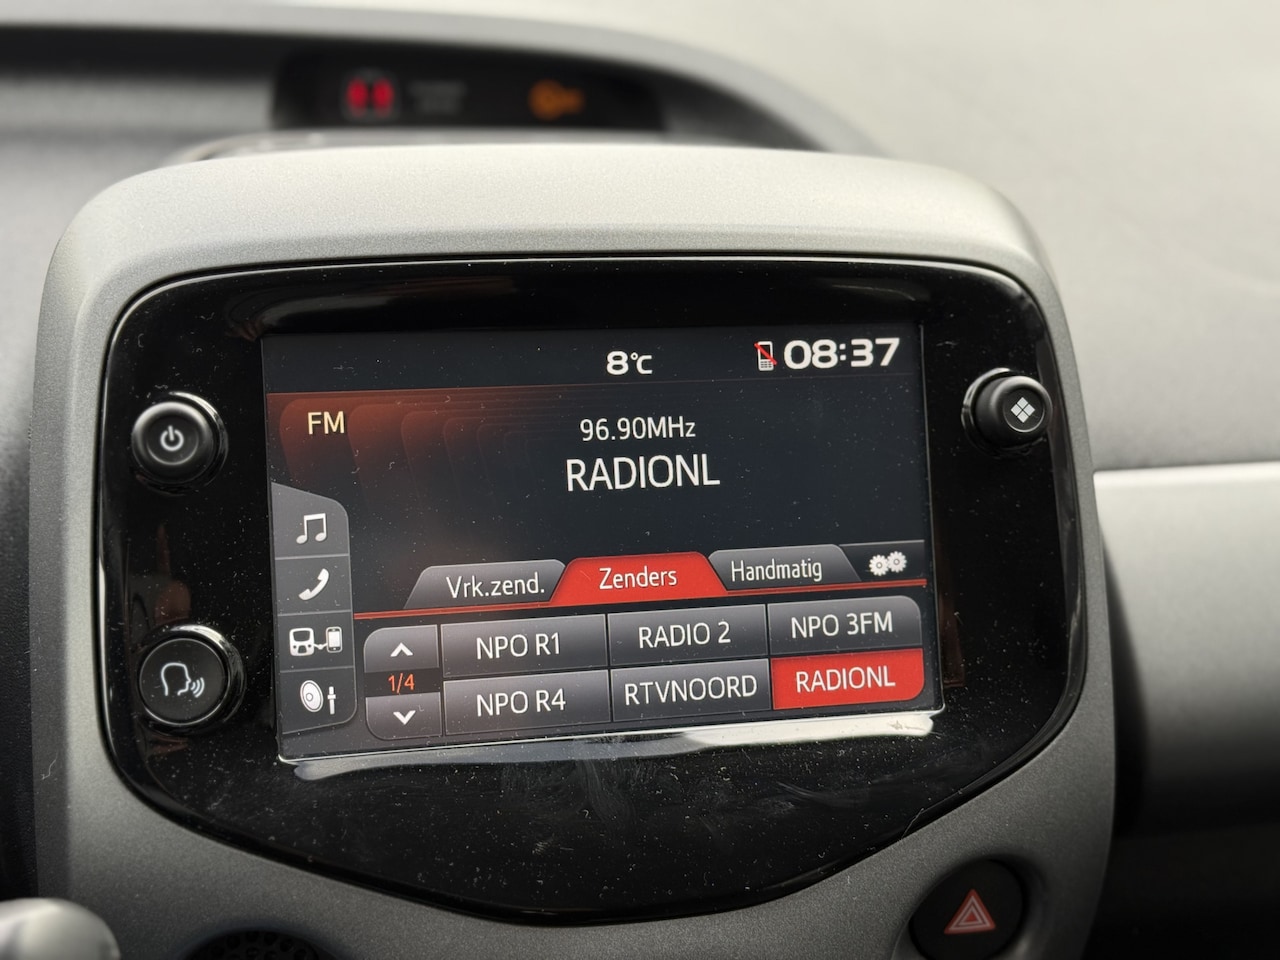 8°C
08:37
FM
96.90MHz
RADIONL
Vrk.zend.
Zenders
Handmatig
NPO R1
RADIO 2
NPO 3FM
1/4
NPO R4
RTVNOORD
RADIONL